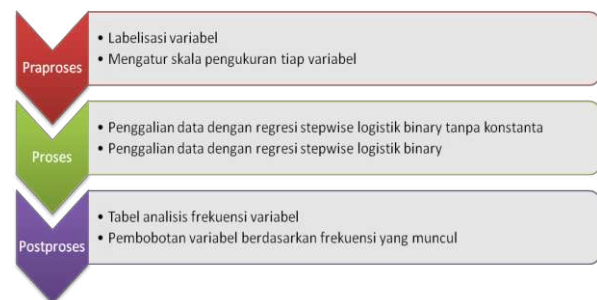 Praproses
• Labelisasi variabel
• Mengatur skala pengukuran tiap variabel
Proses
• Penggalian data dengan regresi stepwise logistik binary tanpa konstanta
• Penggalian data dengan regresi stepwise logistik binary
Postproses
• Tabel analisis frekuensi variabel
• Pembobotan variabel berdasarkan frekuensi yang muncul